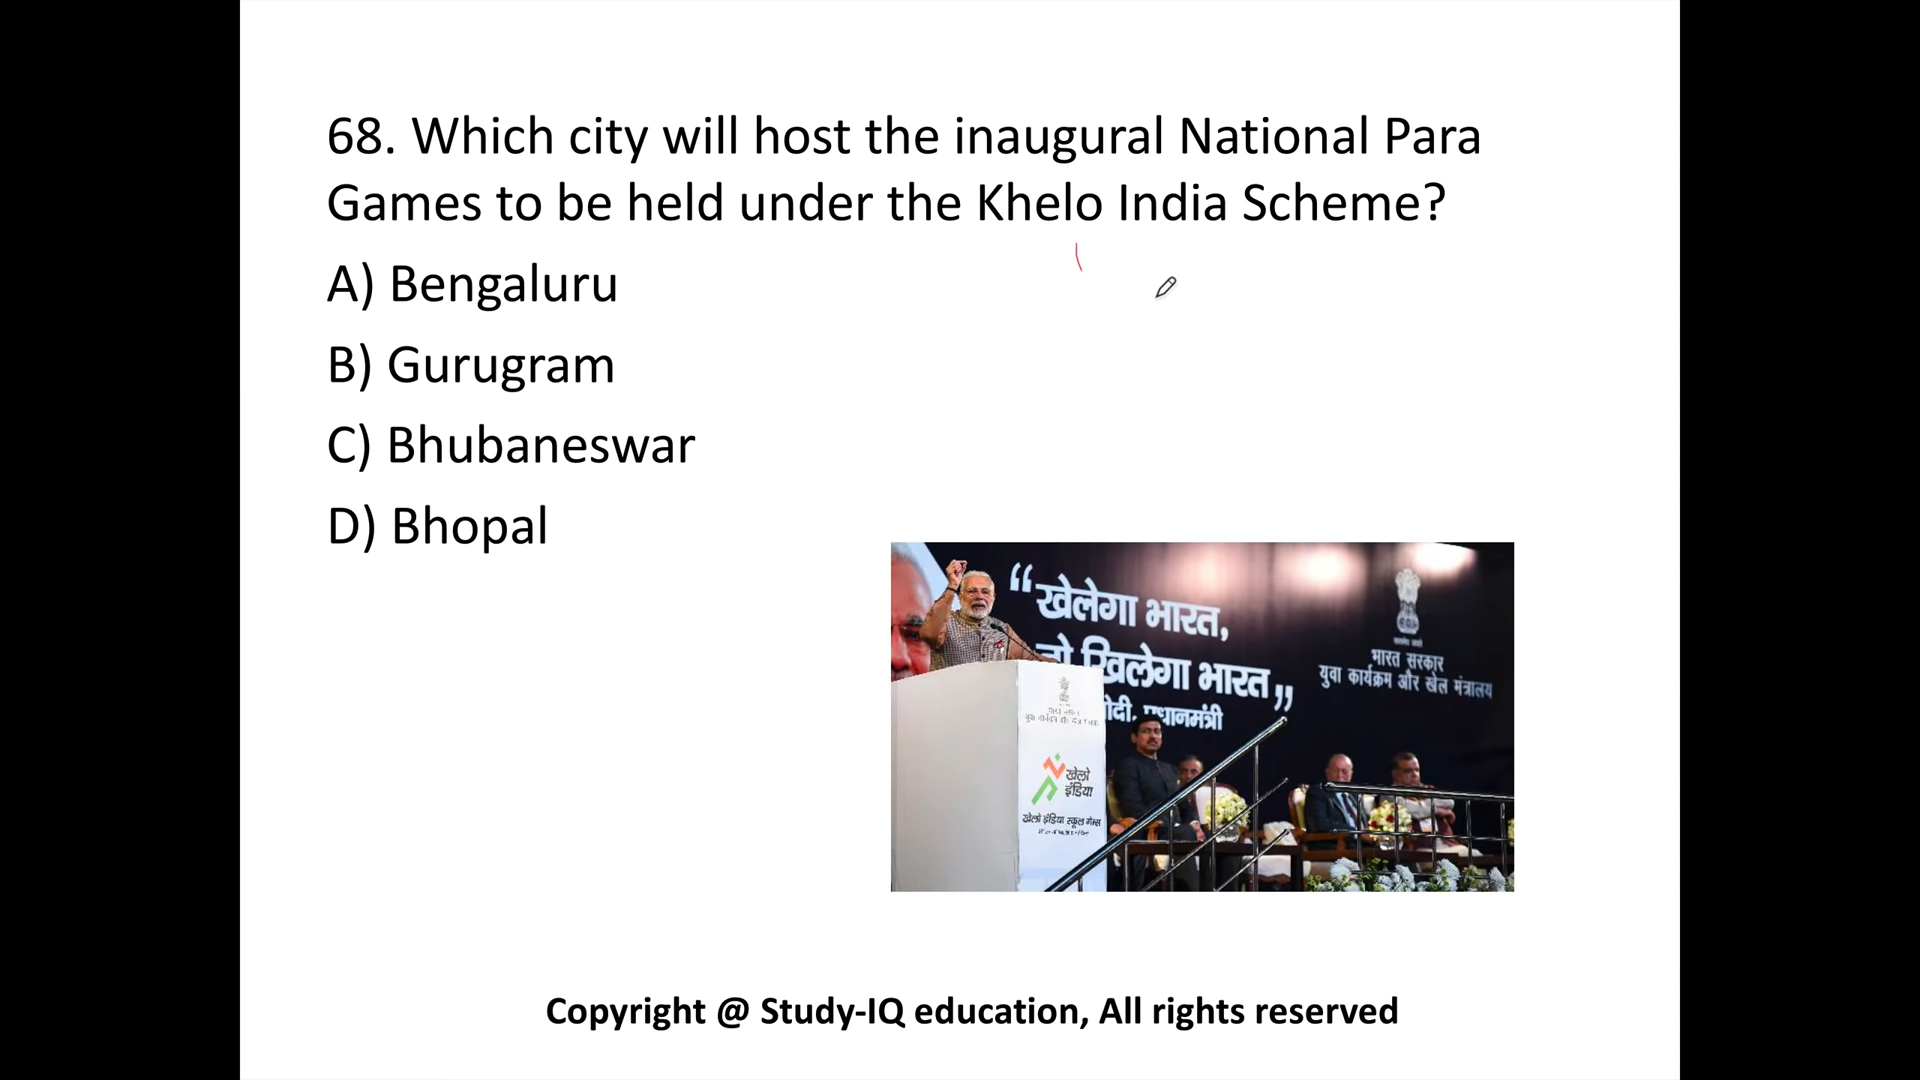 68. Which city will host the inaugural National Para
Games to be held under the Khelo India Scheme?
A) Bengaluru
B) Gurugram
C) Bhubaneswar
D) Bhopal
“खेलेगा भारत,
तो खिलेगा भारत”
मोदी, प्रधानमंत्री
भारत सरकार
युवा कार्यक्रम और खेल मंत्रालय
खेलो
इंडिया
खेलो इंडिया स्कूल गेम्स
Copyright @ Study-IQ education, All rights reserved